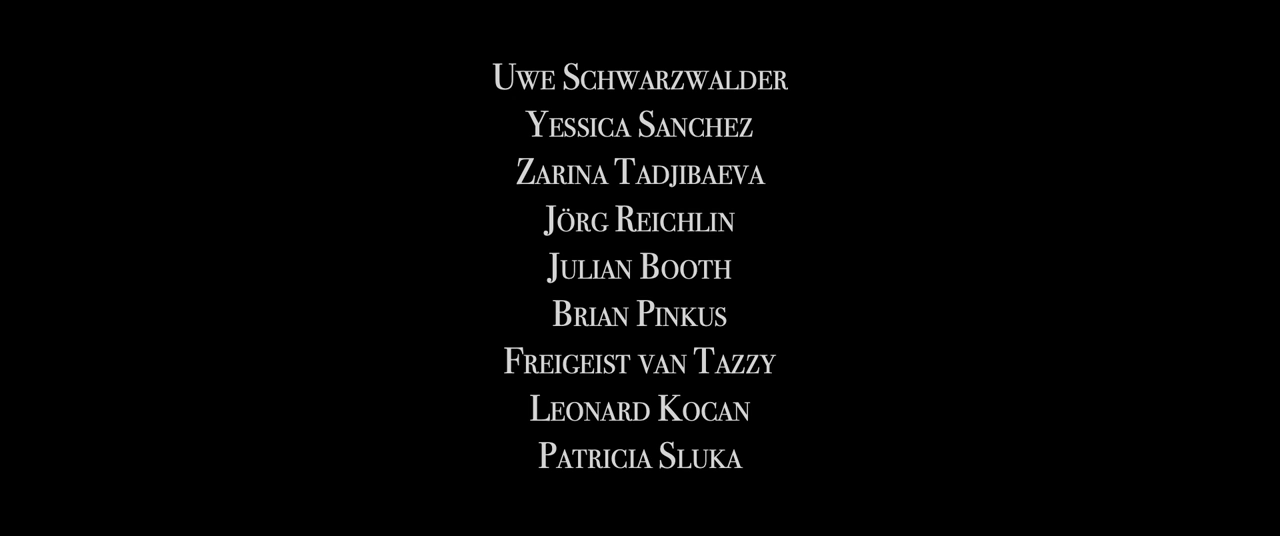 Uwe Schwarzwalder
Yessica Sanchez
Zarina Tadjibaeva
Jörg Reichlin
Julian Booth
Brian Pinkus
Freigeist van Tazzy
Leonard Kocan
Patricia Sluka